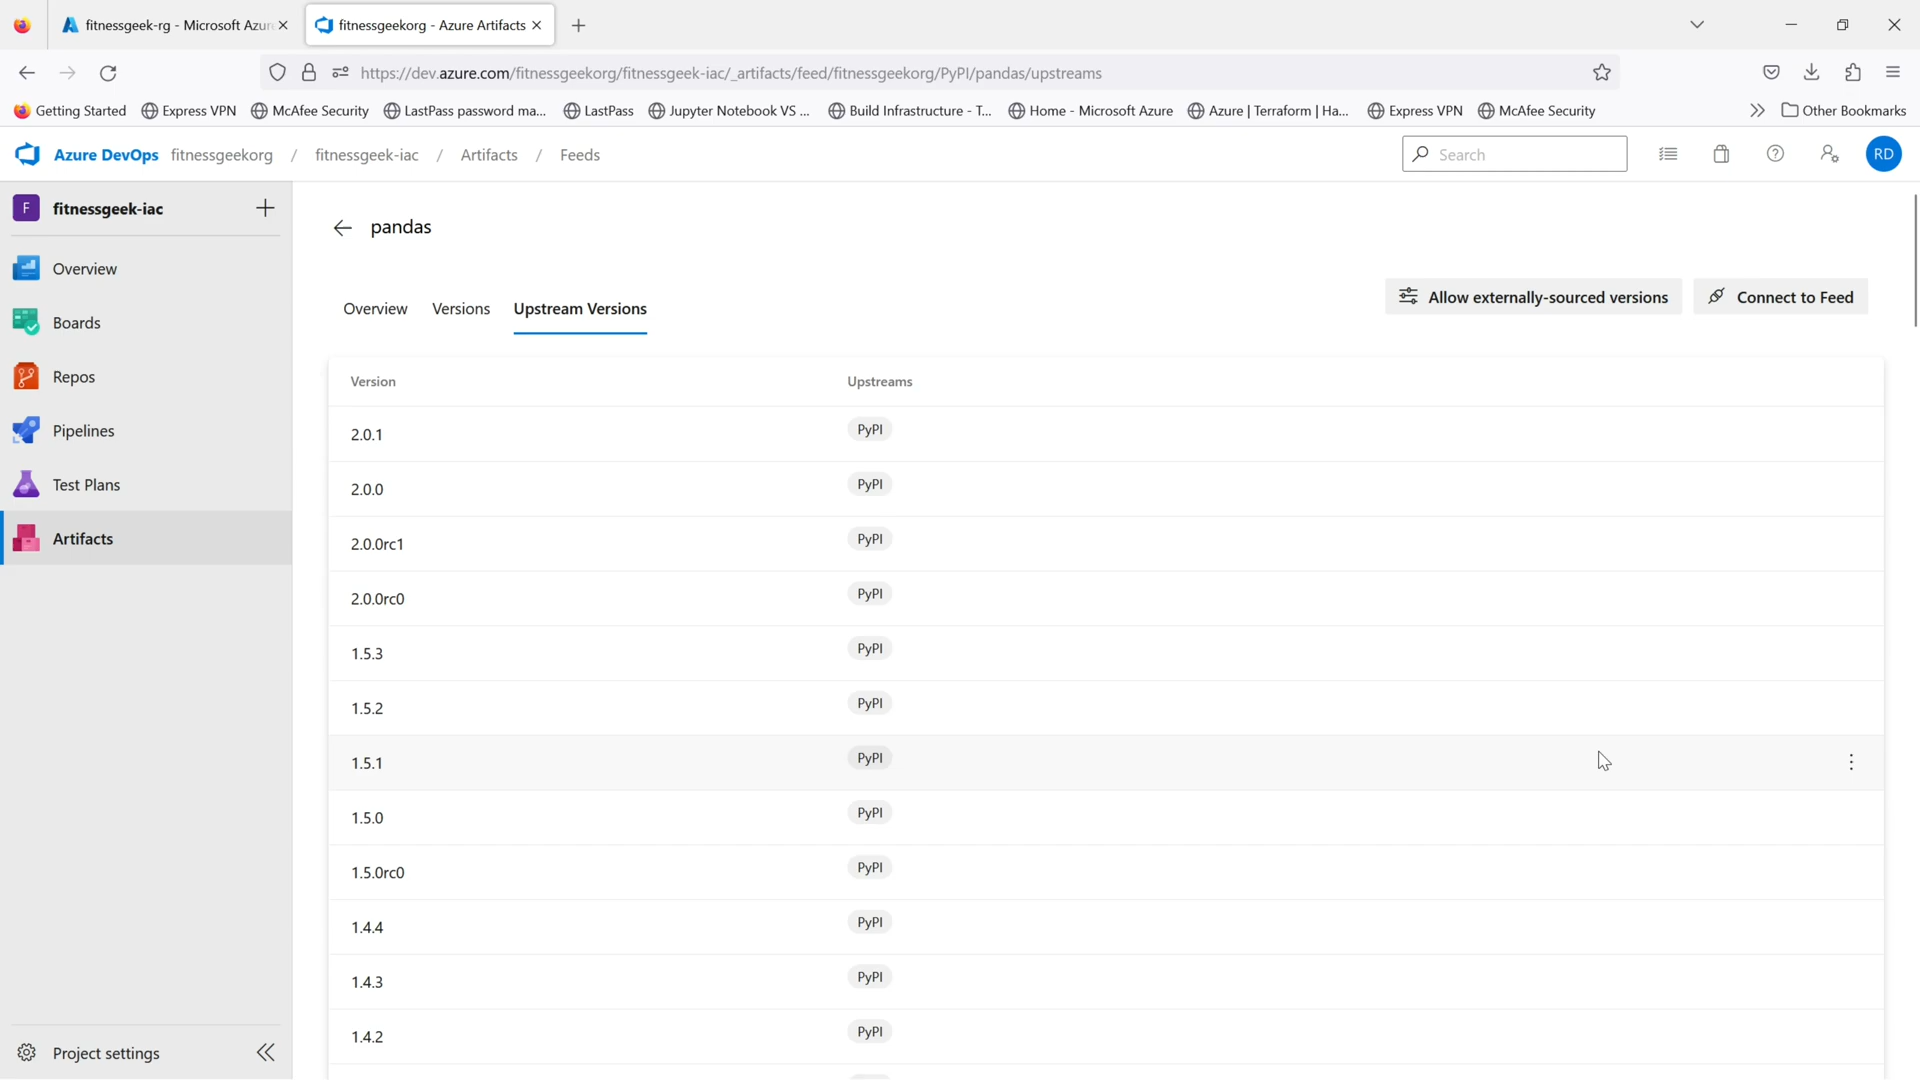 fitnessgeek-rg - Microsoft Azur
fitnessgeekorg - Azure Artifacts
https://dev.azure.com/fitnessgeekorg/fitnessgeek-iac/_artifacts/feed/fitnessgeekorg/PyPI/pandas/upstreams
Getting Started Express VPN McAfee Security LastPass password ma... LastPass Jupyter Notebook VS ... Build Infrastructure - T... Home - Microsoft Azure Azure | Terraform | Ha... Express VPN McAfee Security Other Bookmarks
Azure DevOps fitnessgeekorg / fitnessgeek-iac / Artifacts / Feeds
Search
RD
F fitnessgeek-iac
Overview
Boards
Repos
Pipelines
Test Plans
Artifacts
Project settings
pandas
Overview Versions Upstream Versions
Allow externally-sourced versions Connect to Feed
Version Upstreams
2.0.1 PyPI
2.0.0 PyPI
2.0.0rc1 PyPI
2.0.0rc0 PyPI
1.5.3 PyPI
1.5.2 PyPI
1.5.1 PyPI
1.5.0 PyPI
1.5.0rc0 PyPI
1.4.4 PyPI
1.4.3 PyPI
1.4.2 PyPI